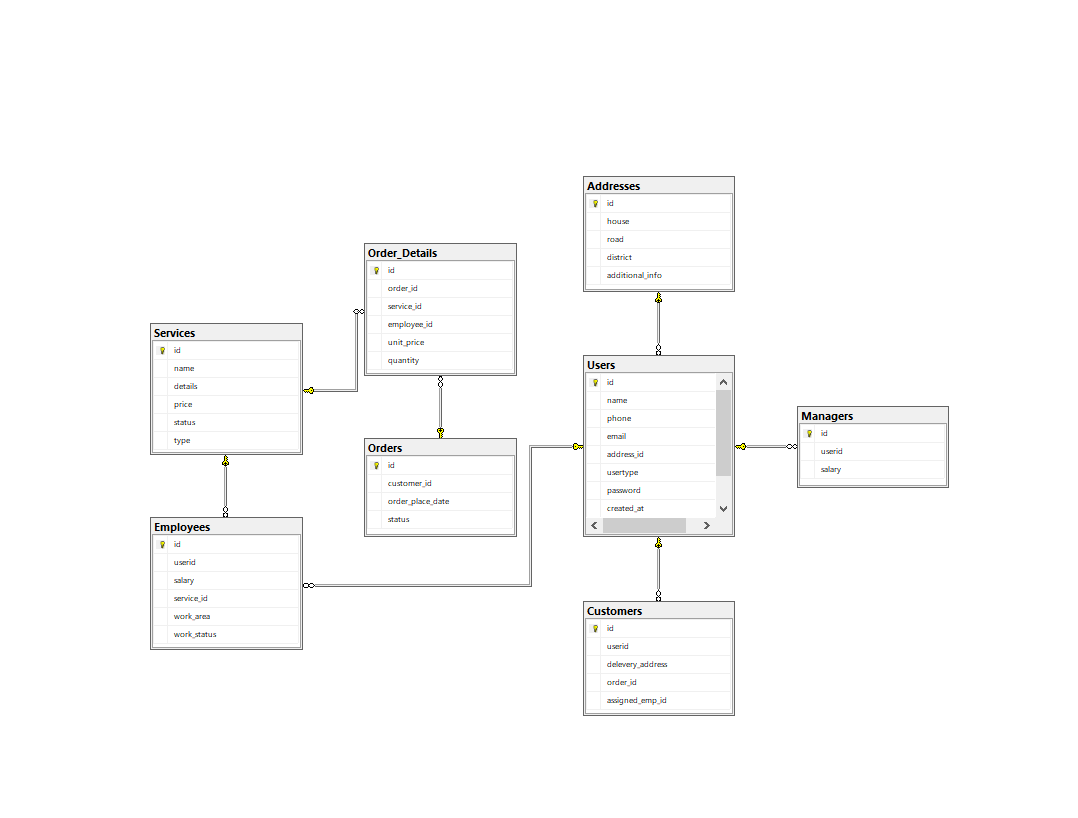 Addresses
id
house
road
district
additional_info
Order_Details
id
order_id
service_id
employee_id
unit_price
quantity
Services
id
name
details
price
status
type
Users
id
name
phone
email
address_id
usertype
password
created_at
Managers
id
userid
salary
Orders
id
customer_id
order_place_date
status
Employees
id
userid
salary
service_id
work_area
work_status
Customers
id
userid
delevery_address
order_id
assigned_emp_id